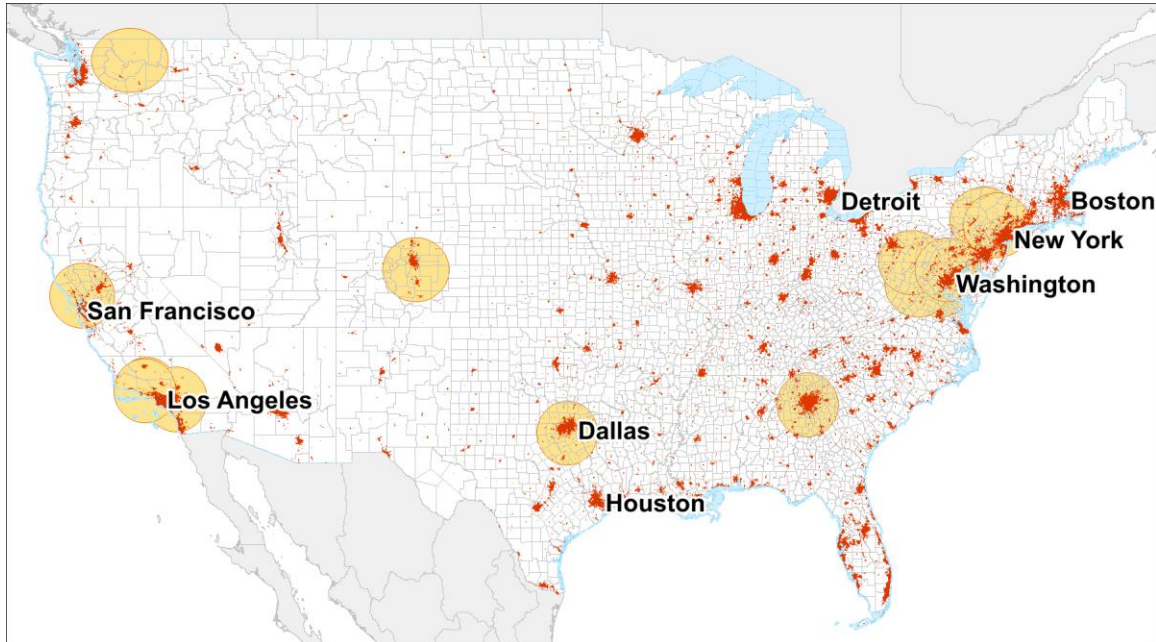 Detroit
Boston
New York
Washington
San Francisco
Los Angeles
Dallas
Houston